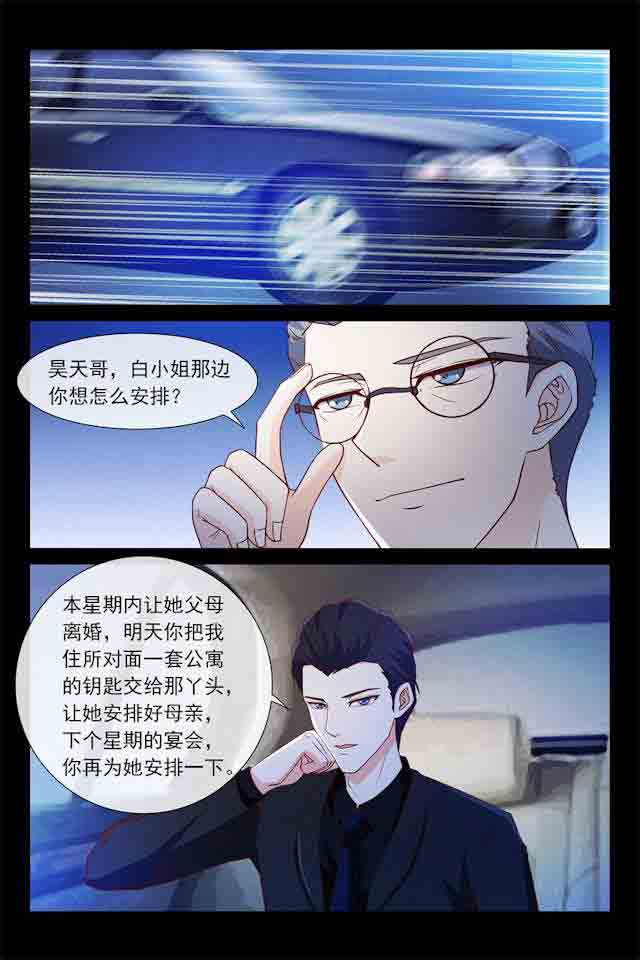 昊天哥，白小姐那边
你想怎么安排？
本星期内让她父母
离婚，明天你把我
住所对面一套公寓
的钥匙交给那丫头，
让她安排好母亲，
下个星期的宴会，
你再为她安排一下。